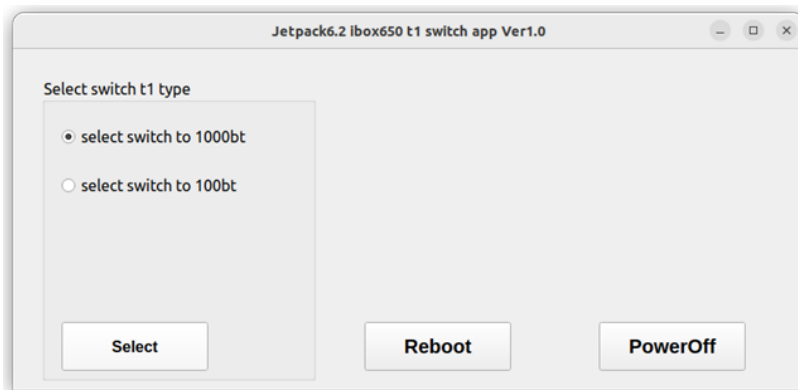 Jetpack6.2 ibox650 t1 switch app Ver1.0
Select switch t1 type
select switch to 1000bt
select switch to 100bt
Select
Reboot
PowerOff